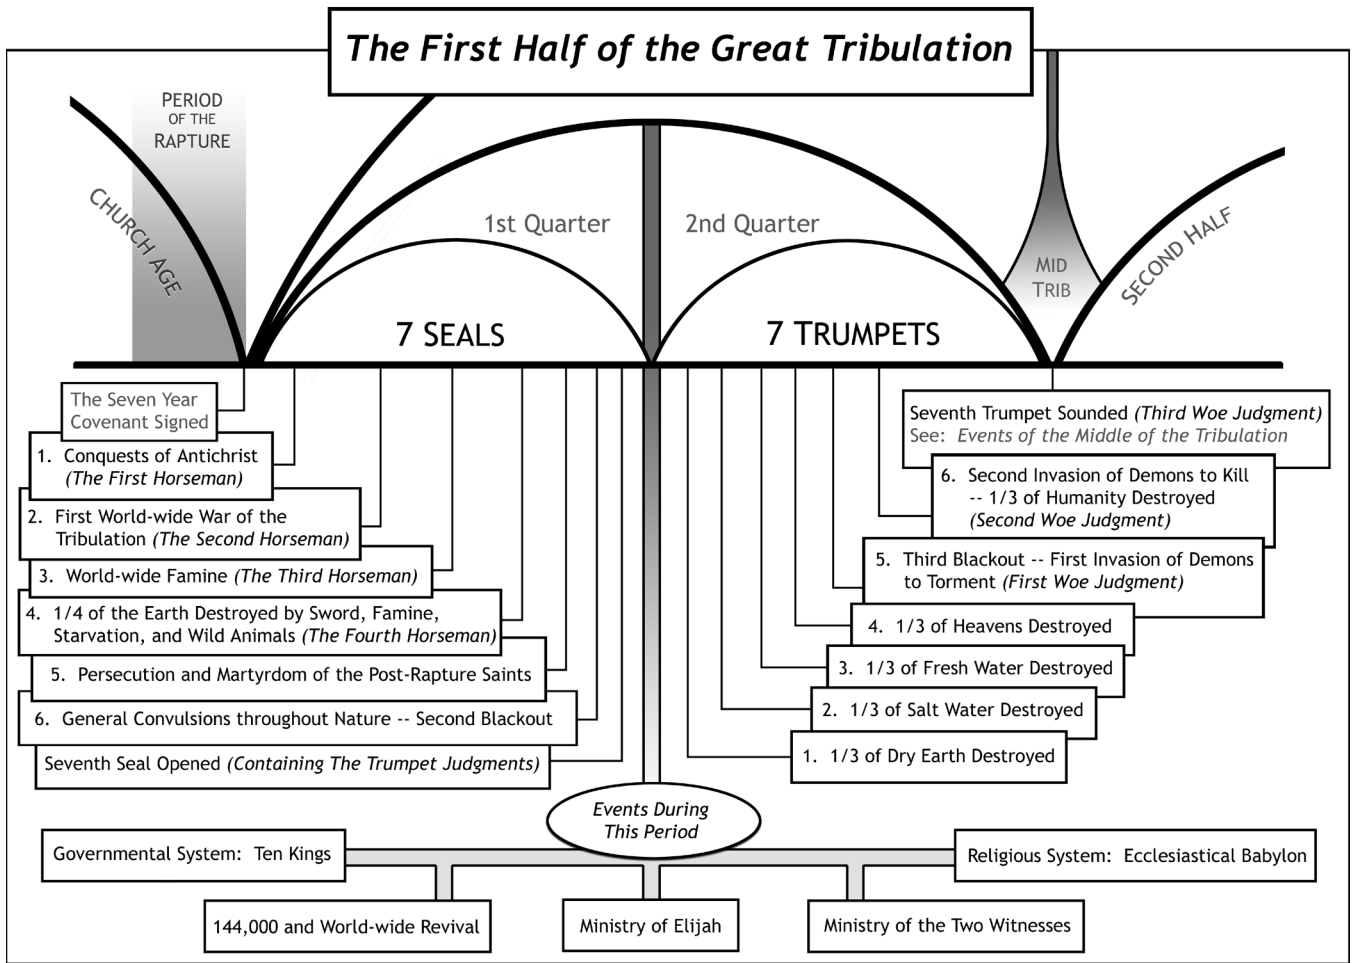 The First Half of the Great Tribulation
PERIOD
OF THE
RAPTURE
CHURCH AGE
1st Quarter
2nd Quarter
MID
TRIB
SECOND HALF
7 SEALS
7 TRUMPETS
The Seven Year
Covenant Signed
1. Conquests of Antichrist
(The First Horseman)
2. First World-wide War of the
Tribulation (The Second Horseman)
3. World-wide Famine (The Third Horseman)
4. 1/4 of the Earth Destroyed by Sword, Famine,
Starvation, and Wild Animals (The Fourth Horseman)
5. Persecution and Martyrdom of the Post-Rapture Saints
6. General Convulsions throughout Nature -- Second Blackout
Seventh Seal Opened (Containing The Trumpet Judgments)
Seventh Trumpet Sounded (Third Woe Judgment)
See: Events of the Middle of the Tribulation
6. Second Invasion of Demons to Kill
-- 1/3 of Humanity Destroyed
(Second Woe Judgment)
5. Third Blackout -- First Invasion of Demons
to Torment (First Woe Judgment)
4. 1/3 of Heavens Destroyed
3. 1/3 of Fresh Water Destroyed
2. 1/3 of Salt Water Destroyed
1. 1/3 of Dry Earth Destroyed
Events During
This Period
Governmental System: Ten Kings
Religious System: Ecclesiastical Babylon
144,000 and World-wide Revival
Ministry of Elijah
Ministry of the Two Witnesses